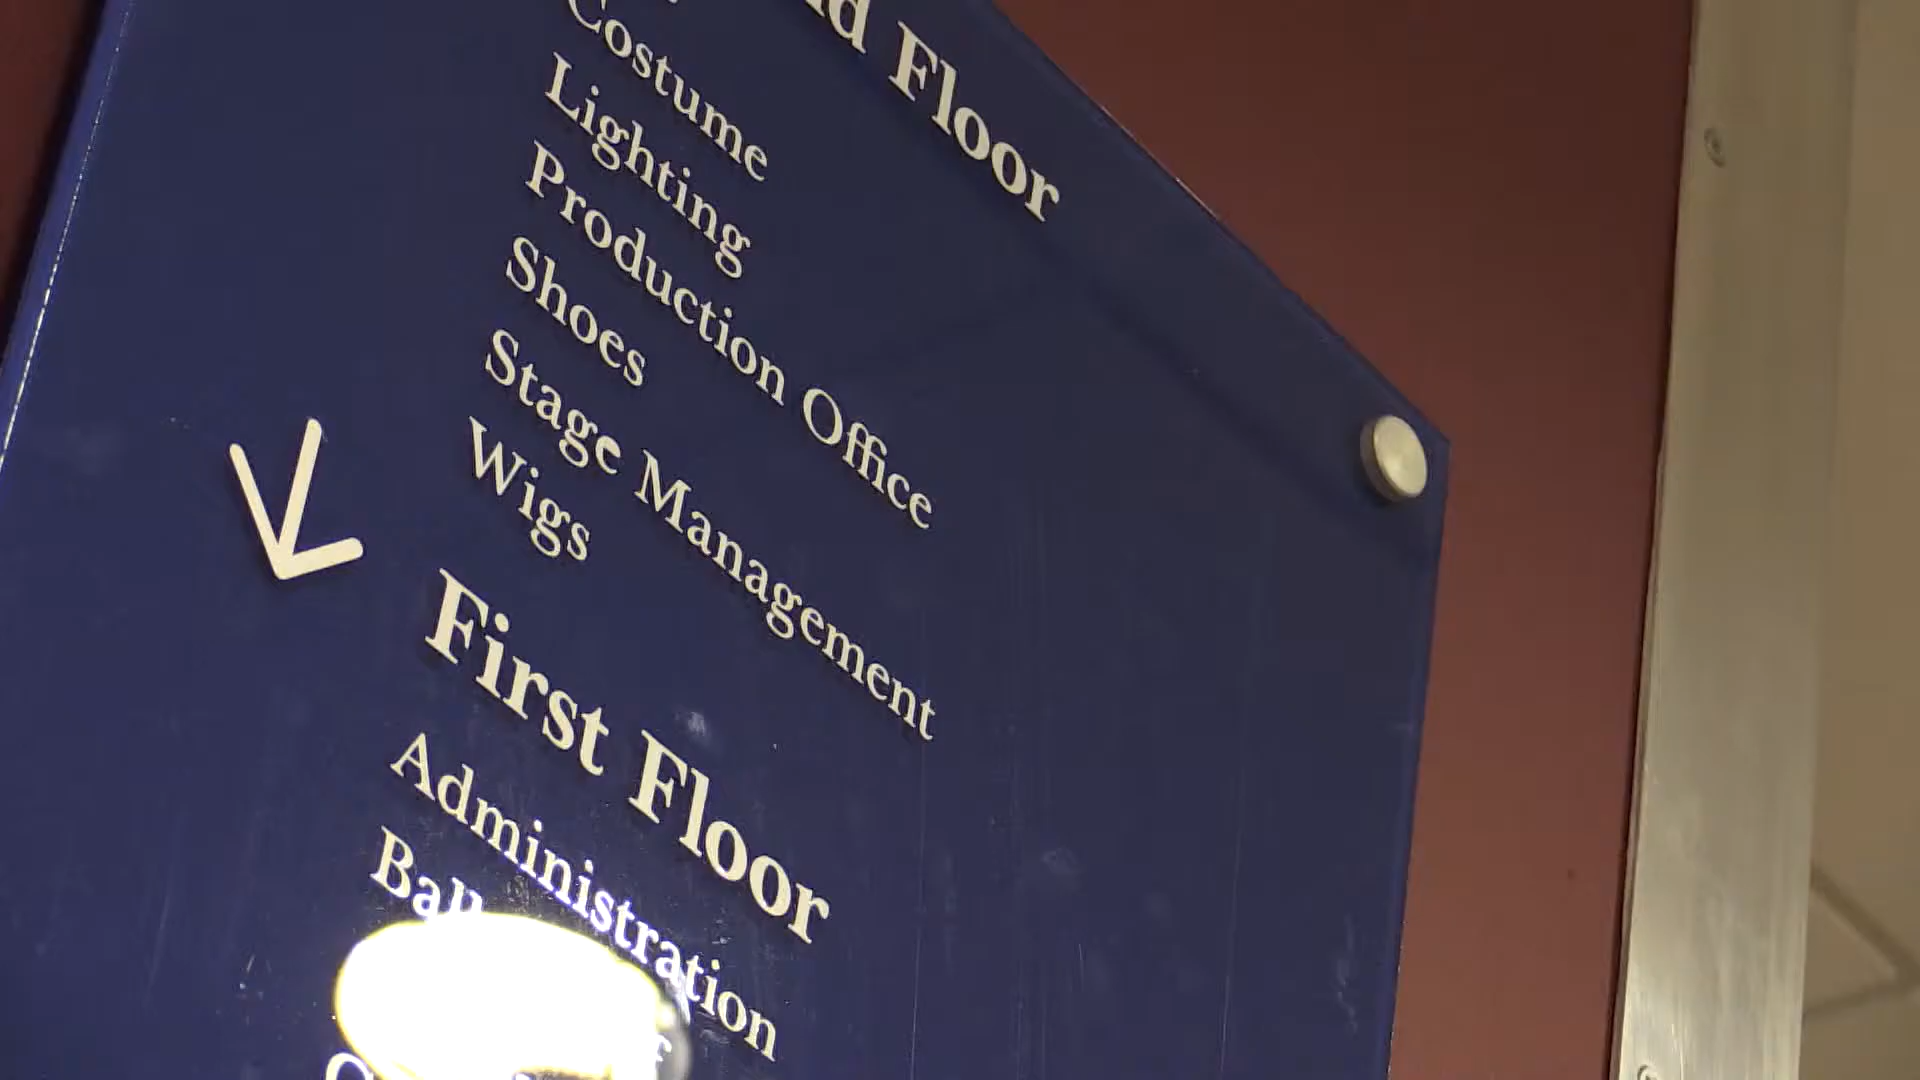 Floor
Costume
Lighting
Production Office
Shoes
Stage Management
Wigs
First Floor
Administration